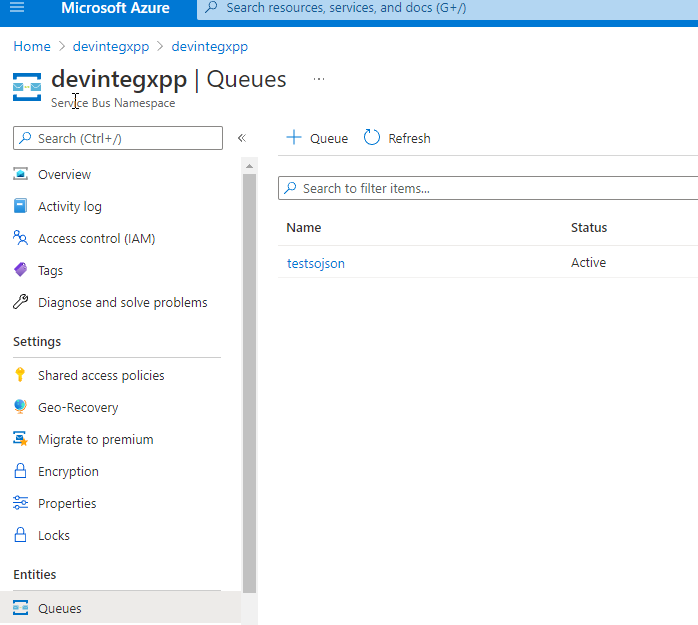 Microsoft Azure
Search resources, services, and docs (G+/)
Home > devintegxpp > devintegxpp
devintegxpp | Queues ...
Service Bus Namespace
Search (Ctrl+/)
«
+ Queue
Refresh
Overview
Activity log
Access control (IAM)
Tags
Diagnose and solve problems
Settings
Shared access policies
Geo-Recovery
Migrate to premium
Encryption
Properties
Locks
Entities
Queues
Search to filter items...
Name Status
testsojson Active